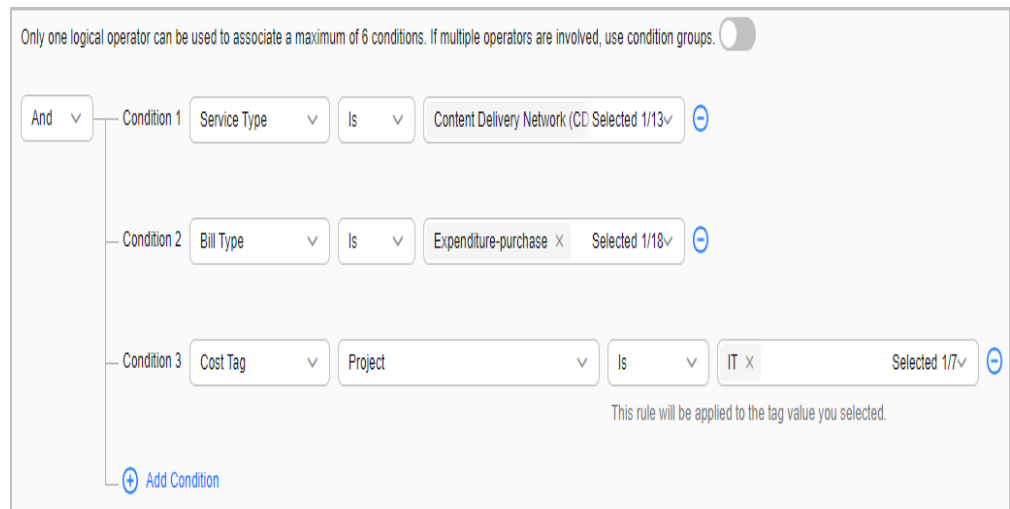 Only one logical operator can be used to associate a maximum of 6 conditions. If multiple operators are involved, use condition groups.
And Condition 1 Service Type Is Content Delivery Network (CD Selected 1/13
Condition 2 Bill Type Is Expenditure-purchase × Selected 1/18
Condition 3 Cost Tag Project Is IT × Selected 1/7
This rule will be applied to the tag value you selected.
Add Condition